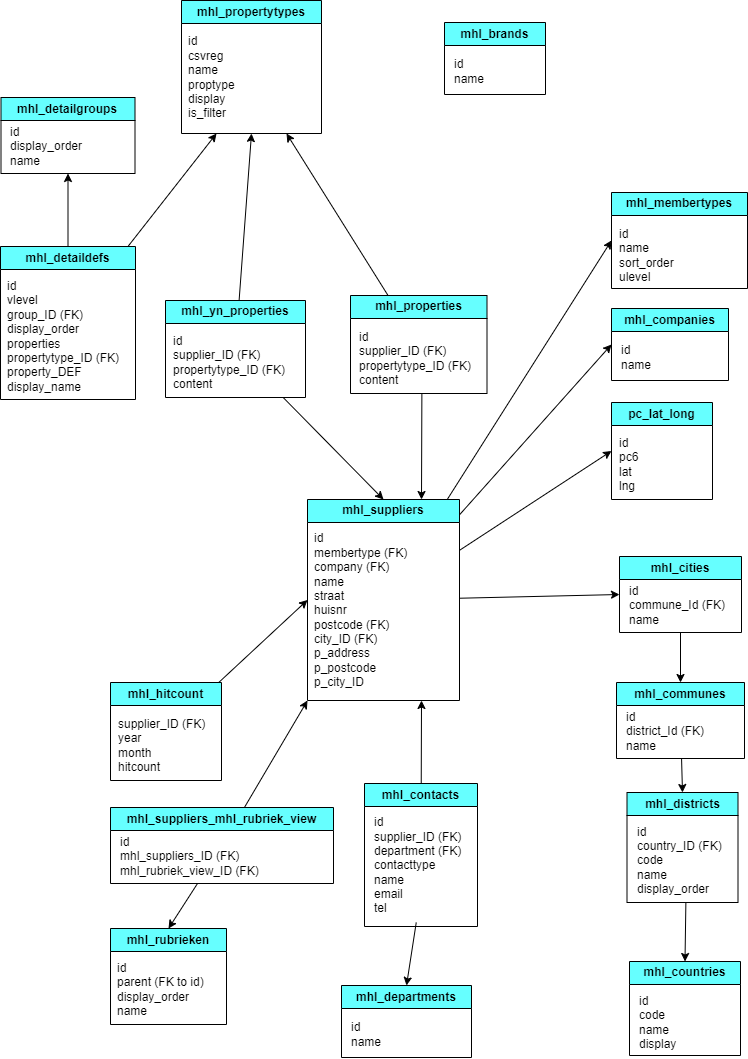 mhl_propertytypes
id
csvreg
name
proptype
display
is_filter
mhl_brands
id
name
mhl_detailgroups
id
display_order
name
mhl_membertypes
id
name
sort_order
ulevel
mhl_detaildefs
id
vlevel
group_ID (FK)
display_order
properties
propertytype_ID (FK)
property_DEF
display_name
mhl_yn_properties
id
supplier_ID (FK)
propertytype_ID (FK)
content
mhl_properties
id
supplier_ID (FK)
propertytype_ID (FK)
content
mhl_companies
id
name
pc_lat_long
id
pc6
lat
lng
mhl_suppliers
id
membertype (FK)
company (FK)
name
straat
huisnr
postcode (FK)
city_ID (FK)
p_address
p_postcode
p_city_ID
mhl_cities
id
commune_Id (FK)
name
mhl_hitcount
supplier_ID (FK)
year
month
hitcount
mhl_communes
id
district_Id (FK)
name
mhl_suppliers_mhl_rubriek_view
id
mhl_suppliers_ID (FK)
mhl_rubriek_view_ID (FK)
mhl_contacts
id
supplier_ID (FK)
department (FK)
contacttype
name
email
tel
mhl_districts
id
country_ID (FK)
code
name
display_order
mhl_rubrieken
id
parent (FK to id)
display_order
name
mhl_departments
id
name
mhl_countries
id
code
name
display